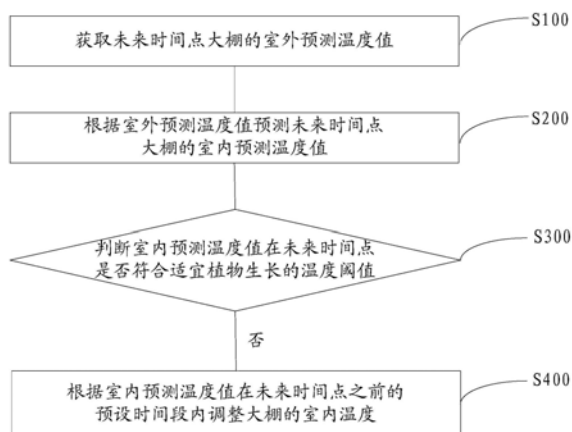 获取未来时间点大棚的室外预测温度值
S100
根据室外预测温度值预测未来时间点
大棚的室内预测温度值
S200
判断室内预测温度值在未来时间点
是否符合适宜植物生长的温度阈值
S300
否
根据室内预测温度值在未来时间点之前的
预设时间段内调整大棚的室内温度
S400